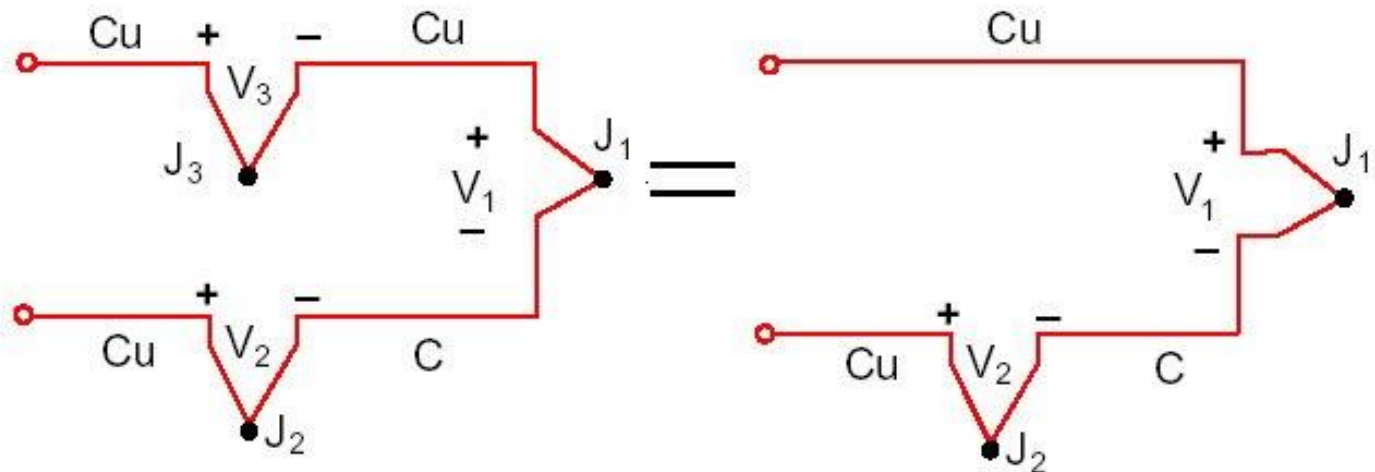 Cu + − Cu
V₃
J₃
+
V₁
−
J₁
=
+ −
Cu V₂ C
J₂
Cu
+
V₁
−
J₁
+ −
Cu V₂ C
J₂